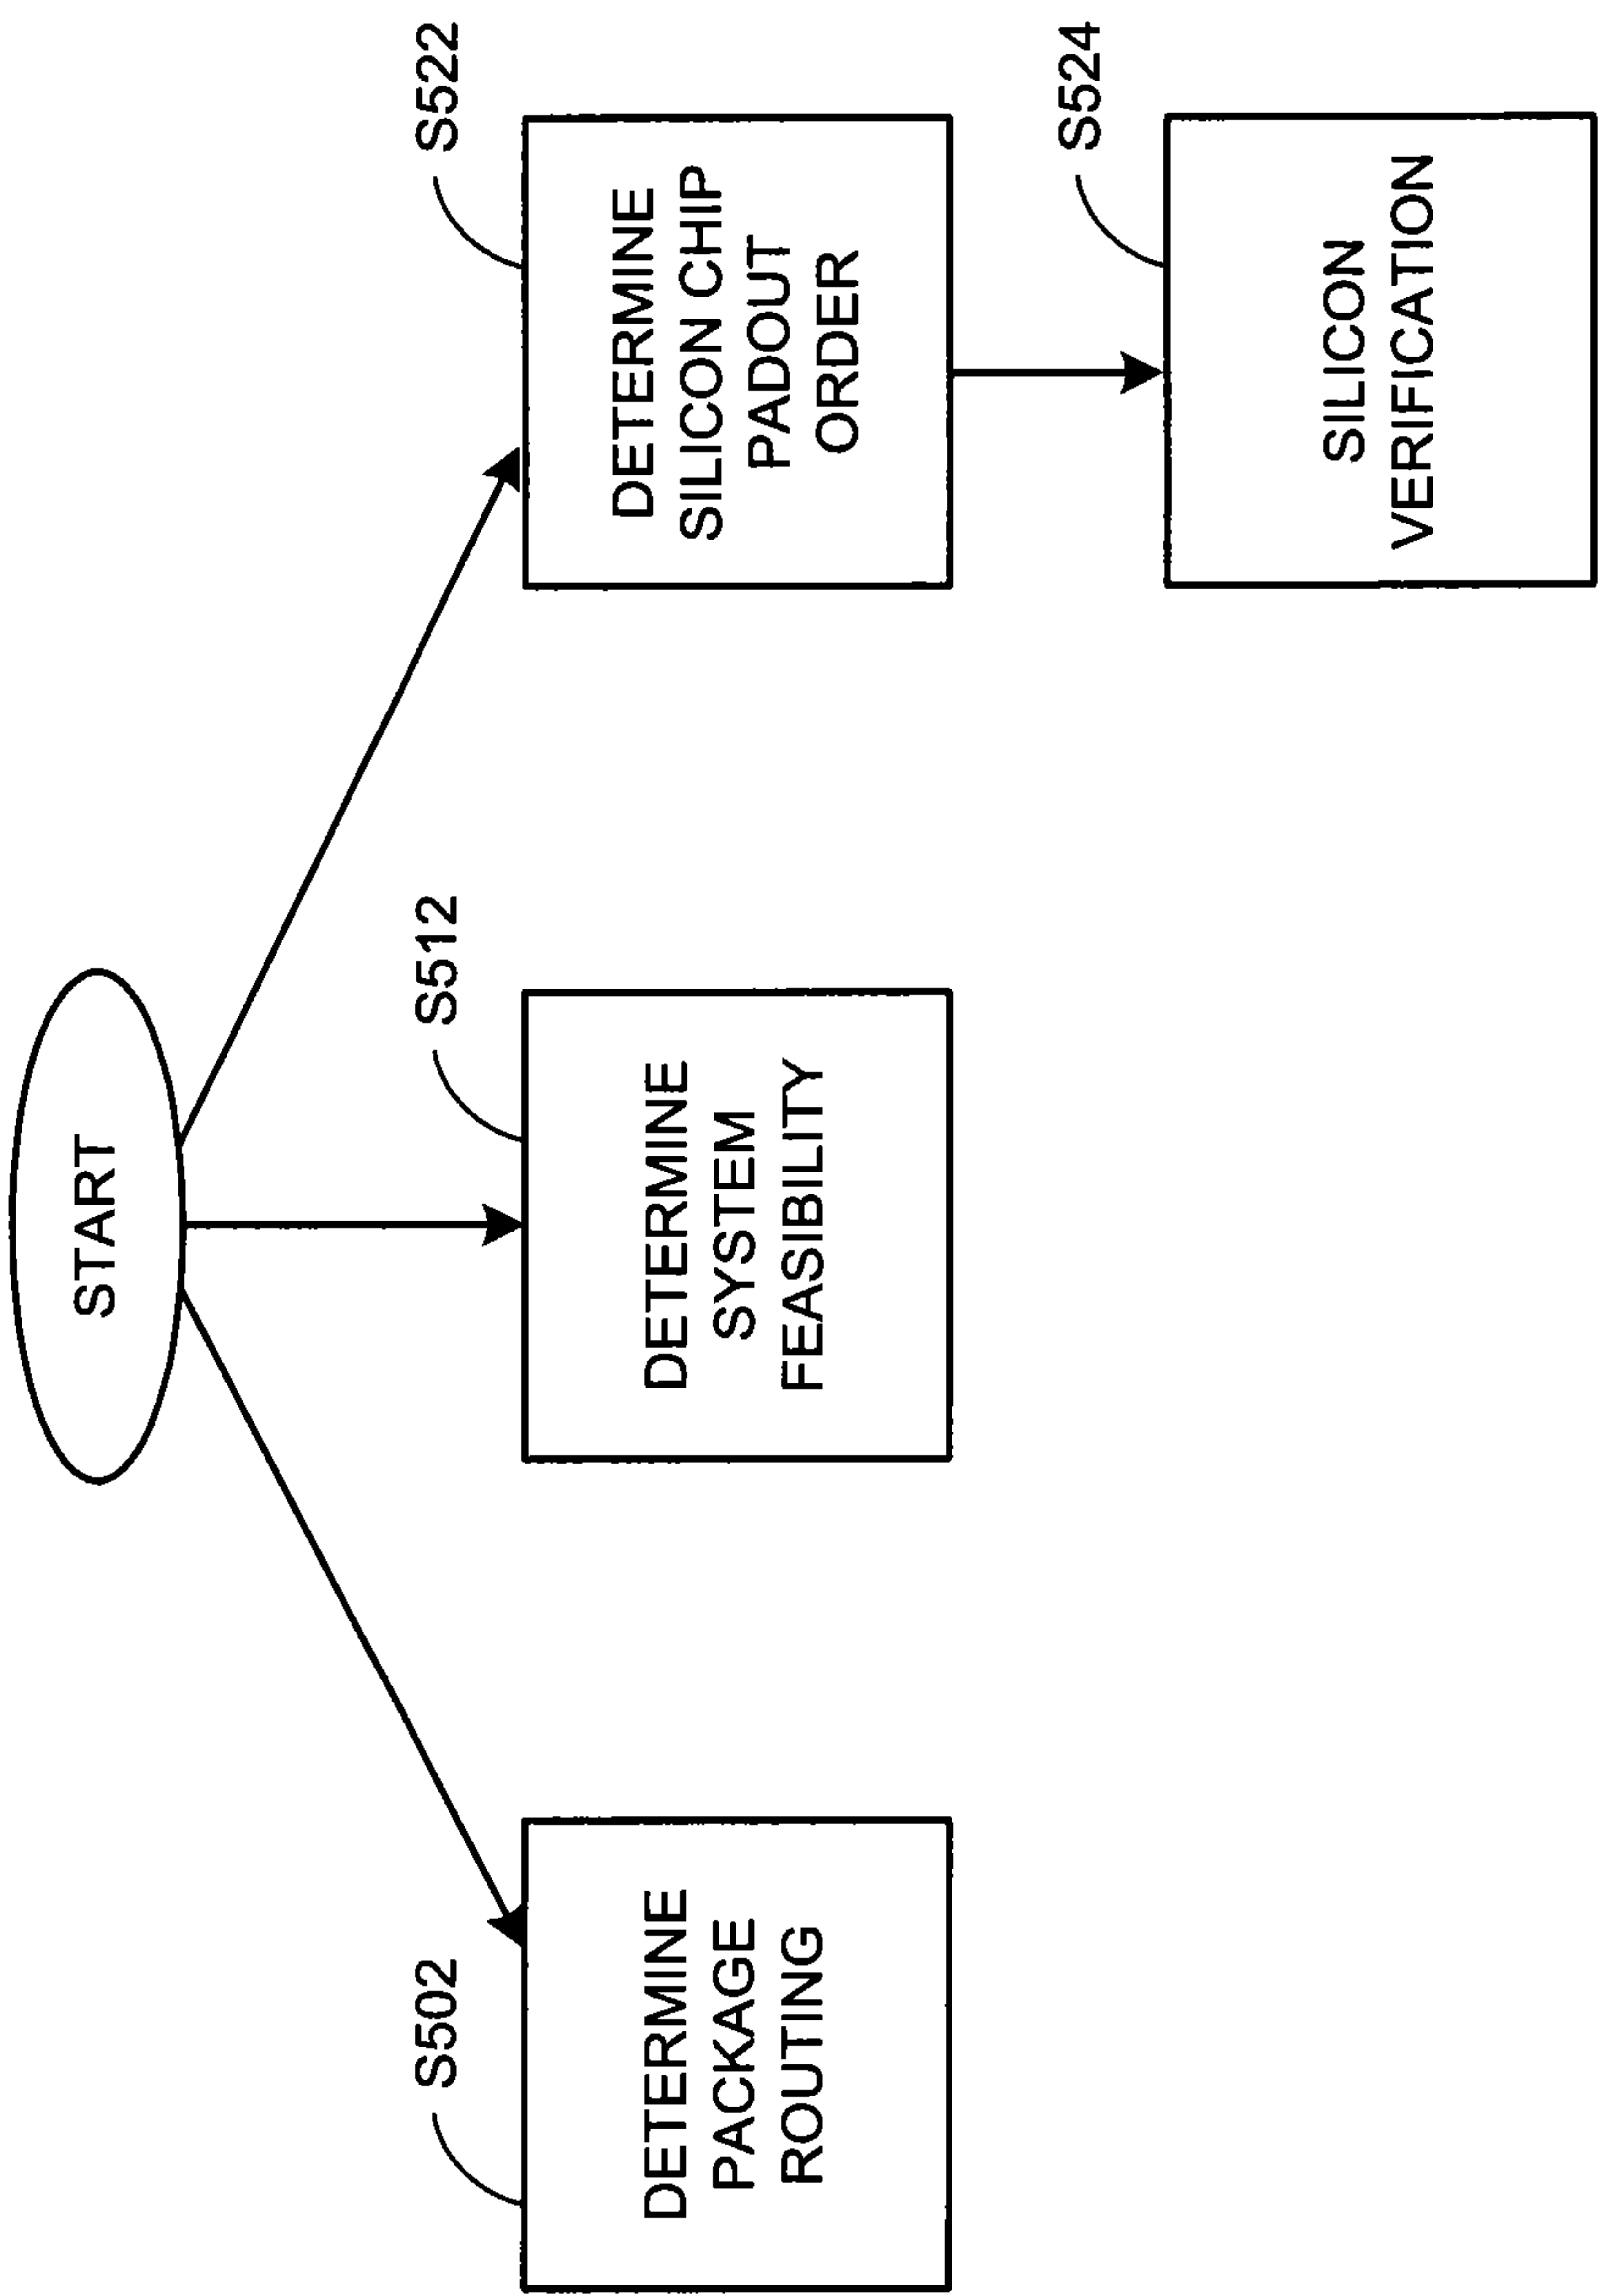 START
S502
DETERMINE
PACKAGE
ROUTING
S512
DETERMINE
SYSTEM
FEASIBILITY
S522
DETERMINE
SILICON CHIP
PADOUT
ORDER
S524
SILICON
VERIFICATION